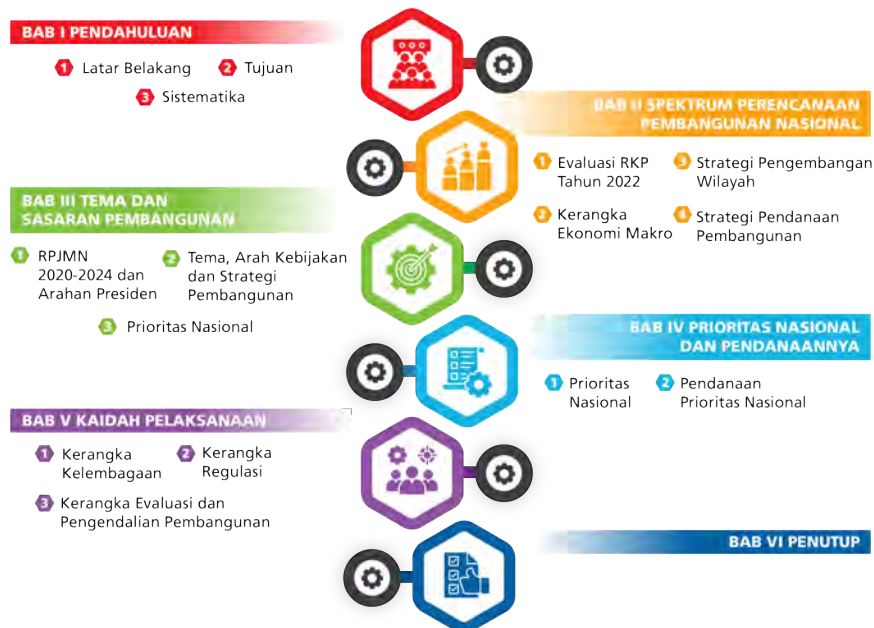 BAB I PENDAHULUAN
1 Latar Belakang
2 Tujuan
3 Sistematika
BAB II SPEKTRUM PERENCANAAN
PEMBANGUNAN NASIONAL
1 Evaluasi RKP
Tahun 2022
2 Kerangka
Ekonomi Makro
3 Strategi Pengembangan
Wilayah
4 Strategi Pendanaan
Pembangunan
BAB III TEMA DAN
SASARAN PEMBANGUNAN
1 RPJMN
2020-2024 dan
Arahan Presiden
2 Tema, Arah Kebijakan
dan Strategi
Pembangunan
3 Prioritas Nasional
BAB IV PRIORITAS NASIONAL
DAN PENDANAANNYA
1 Prioritas
Nasional
2 Pendanaan
Prioritas Nasional
BAB V KAIDAH PELAKSANAAN
1 Kerangka
Kelembagaan
2 Kerangka
Regulasi
3 Kerangka Evaluasi dan
Pengendalian Pembangunan
BAB VI PENUTUP